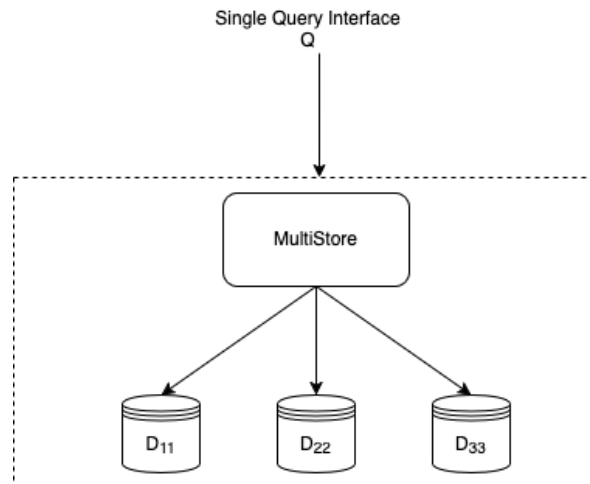 Single Query Interface
Q
MultiStore
D₁₁ D₂₂ D₃₃